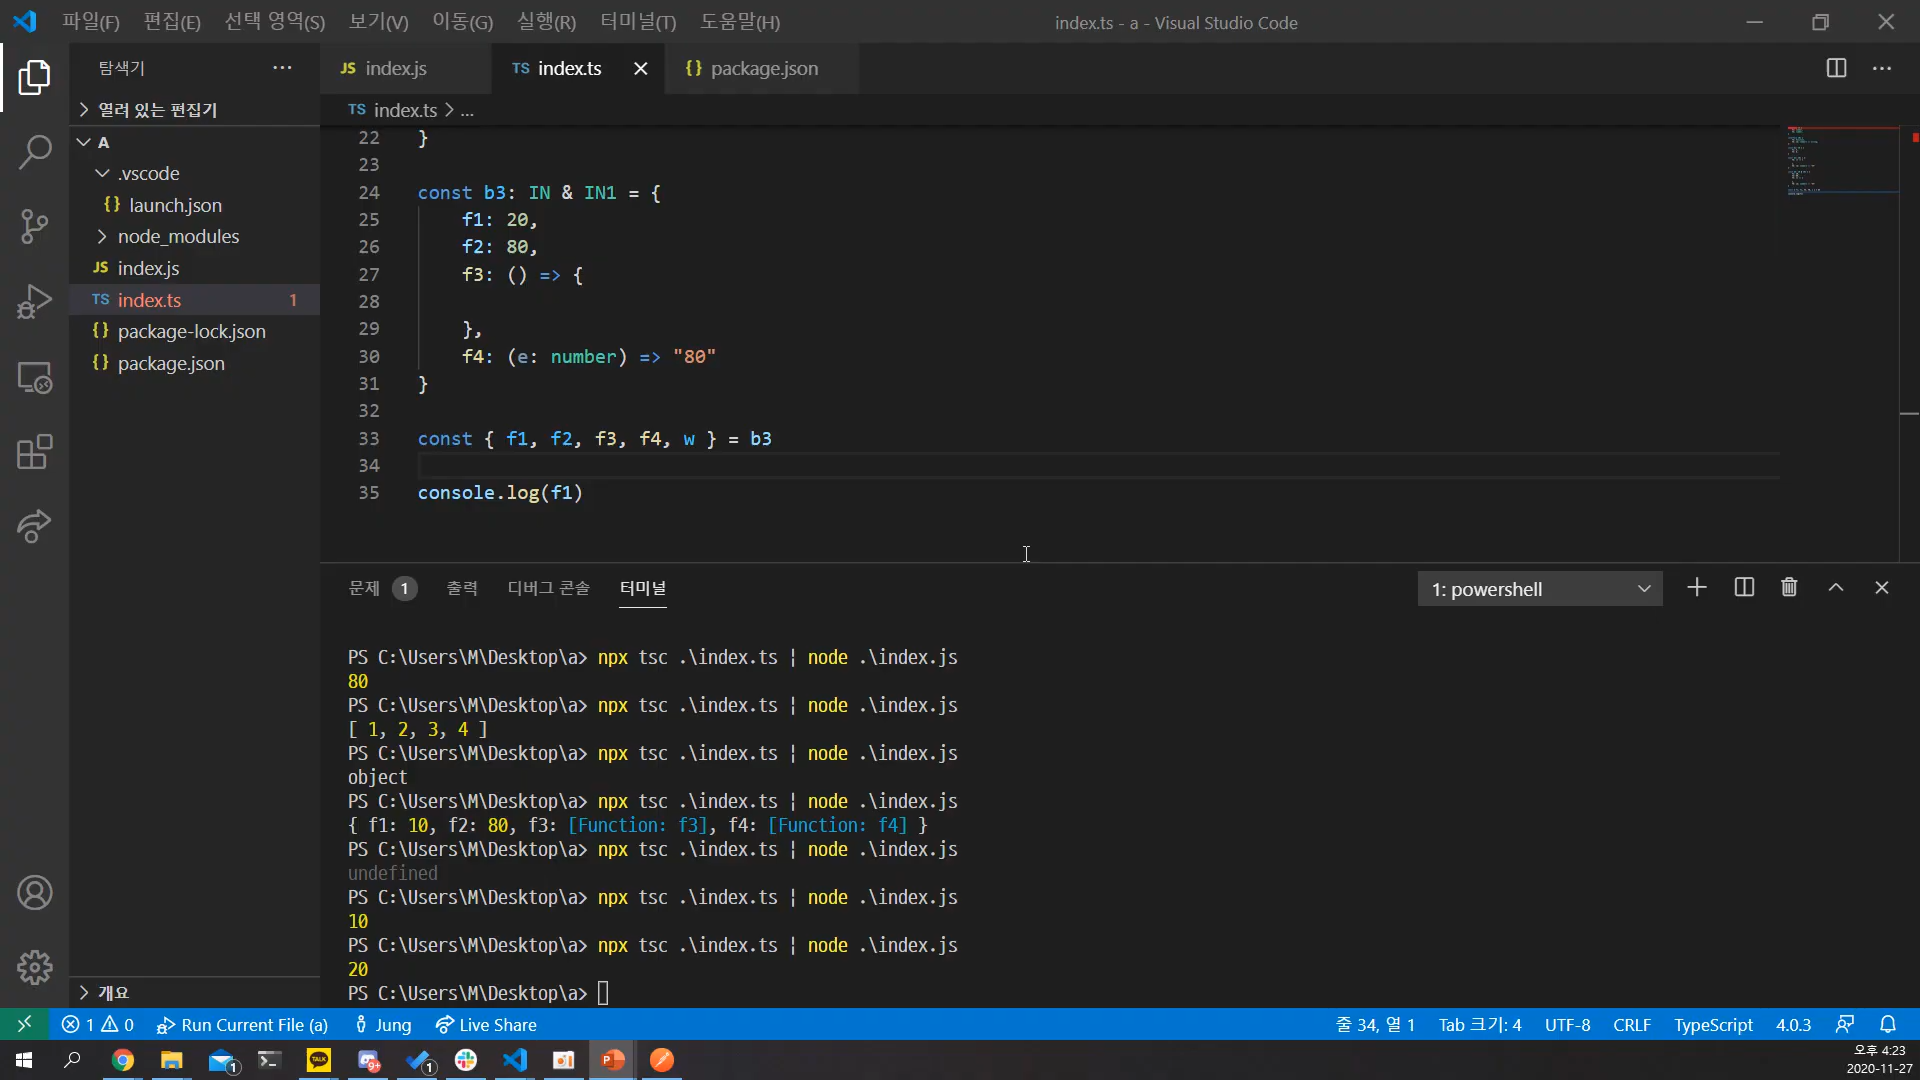 파일(F) 편집(E) 선택 영역(S) 보기(V) 이동(G) 실행(R) 터미널(T) 도움말(H) index.ts - a - Visual Studio Code
탐색기
JS index.js TS index.ts {} package.json
열려 있는 편집기
TS index.ts > ...
A
.vscode
{} launch.json
node_modules
JS index.js
TS index.ts 1
{} package-lock.json
{} package.json
개요
22 }
23
24 const b3: IN & IN1 = {
25 f1: 20,
26 f2: 80,
27 f3: () => {
28
29 },
30 f4: (e: number) => "80"
31 }
32
33 const { f1, f2, f3, f4, w } = b3
34
35 console.log(f1)
문제 1 출력 디버그 콘솔 터미널 1: powershell
PS C:\Users\M\Desktop\a> npx tsc .\index.ts | node .\index.js
80
PS C:\Users\M\Desktop\a> npx tsc .\index.ts | node .\index.js
[ 1, 2, 3, 4 ]
PS C:\Users\M\Desktop\a> npx tsc .\index.ts | node .\index.js
object
PS C:\Users\M\Desktop\a> npx tsc .\index.ts | node .\index.js
{ f1: 10, f2: 80, f3: [Function: f3], f4: [Function: f4] }
PS C:\Users\M\Desktop\a> npx tsc .\index.ts | node .\index.js
undefined
PS C:\Users\M\Desktop\a> npx tsc .\index.ts | node .\index.js
10
PS C:\Users\M\Desktop\a> npx tsc .\index.ts | node .\index.js
20
PS C:\Users\M\Desktop\a>
1 0 Run Current File (a) Jung Live Share 줄 34, 열 1 Tab 크기: 4 UTF-8 CRLF TypeScript 4.0.3
1 TALK 9+ 1 P
오후 4:23
2020-11-27